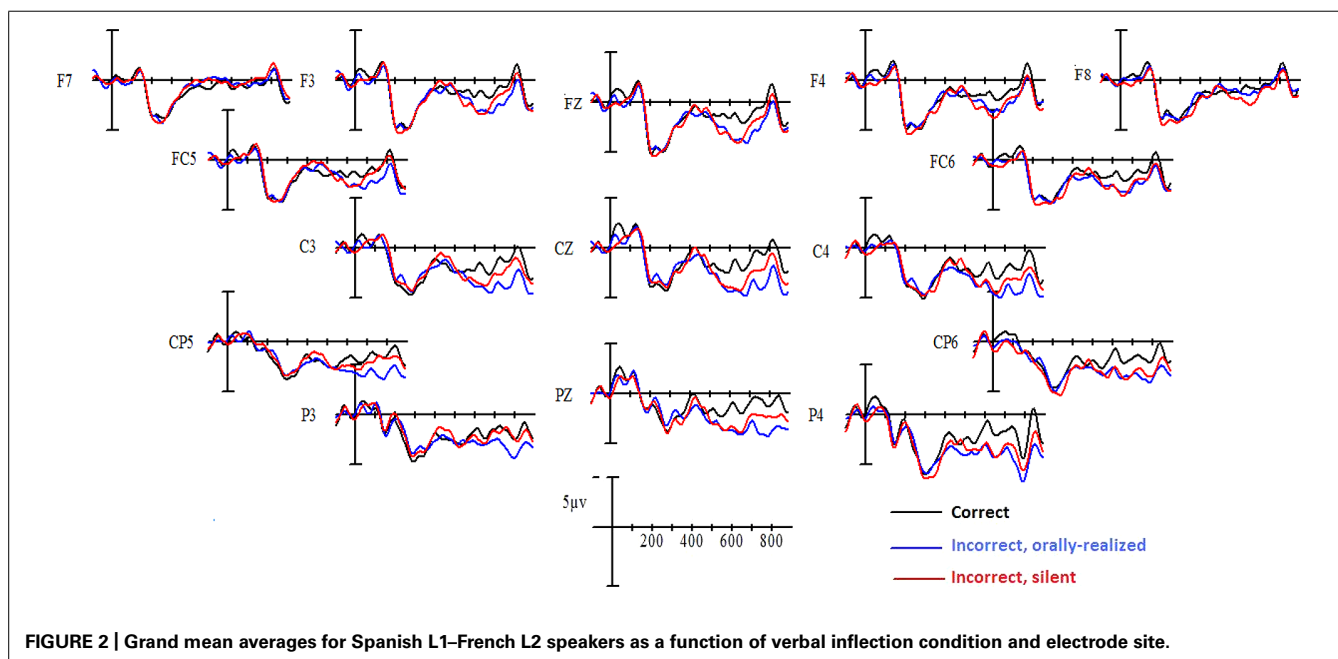 F7 F3 FZ F4 F8
FC5 FC6
C3 CZ C4
CP5 CP6
P3 PZ P4
5μv
200 400 600 800
Correct
Incorrect, orally-realized
Incorrect, silent
FIGURE 2 | Grand mean averages for Spanish L1–French L2 speakers as a function of verbal inflection condition and electrode site.